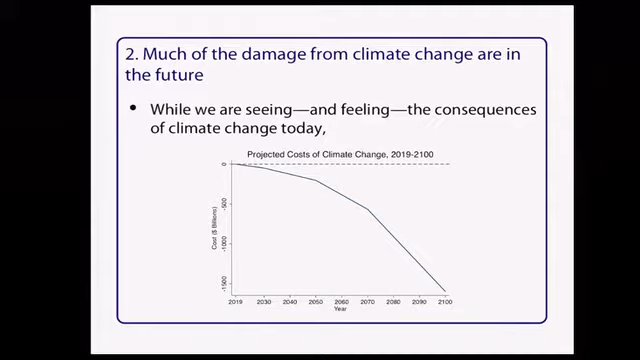 2. Much of the damage from climate change are in
the future
• While we are seeing—and feeling—the consequences
of climate change today,
Projected Costs of Climate Change, 2019-2100
Cost ($ Billions)
0
-500
-1000
-1500
2019 2030 2040 2050 2060 2070 2080 2090 2100
Year